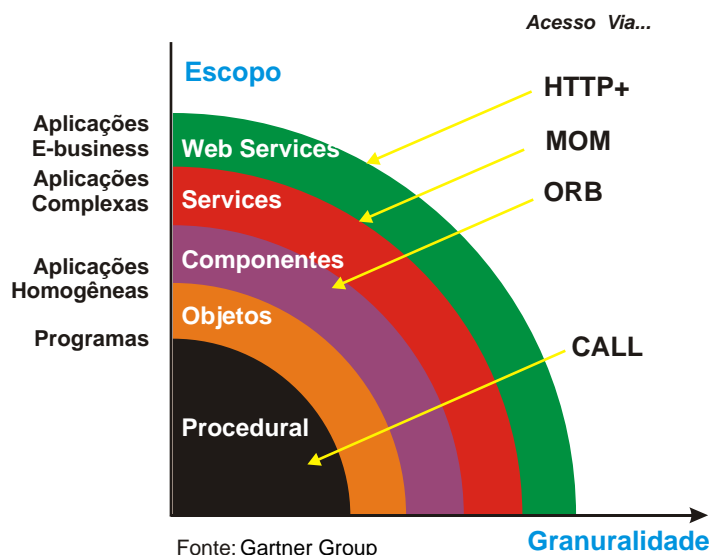 Acesso Via...
Escopo
HTTP+
Aplicações
E-business
Web Services
MOM
Aplicações
Complexas
Services
ORB
Componentes
Aplicações
Homogêneas
Objetos
Programas
CALL
Procedural
Fonte: Gartner Group
Granuralidade